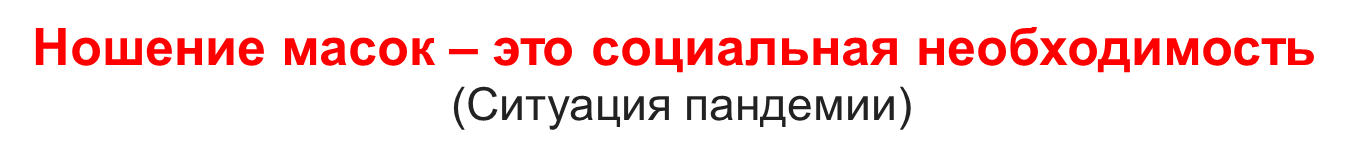 Ношение масок – это социальная необходимость
(Ситуация пандемии)